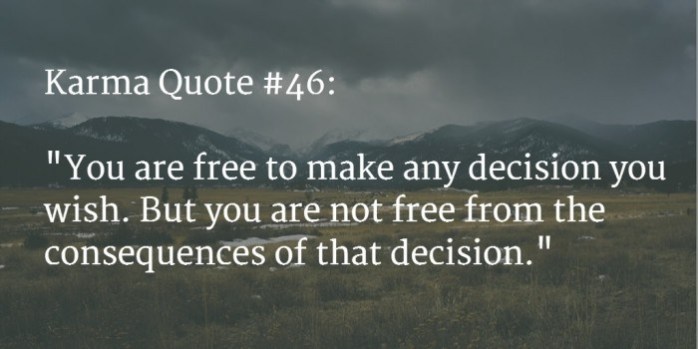 Karma Quote #46:
"You are free to make any decision you
wish. But you are not free from the
consequences of that decision."